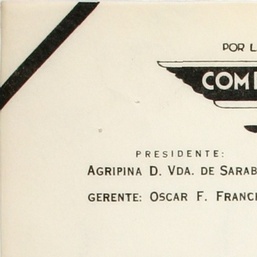 POR L
COM
PRESIDENTE:
AGRIPINA D. VDA. DE SARAB
GERENTE: OSCAR F. FRANC